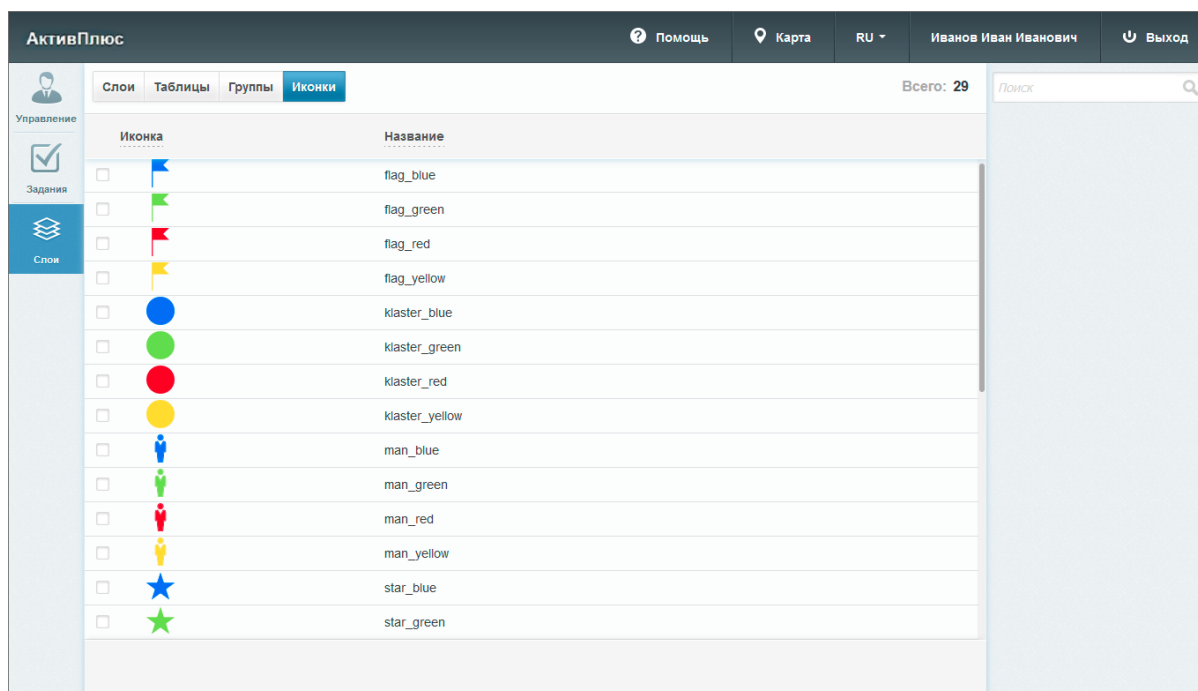 АктивПлюс Помощь Карта RU Иванов Иван Иванович Выход
Управление
Задания
Слои
Слои Таблицы Группы Иконки Всего: 29 Поиск
Иконка Название
flag_blue
flag_green
flag_red
flag_yellow
klaster_blue
klaster_green
klaster_red
klaster_yellow
man_blue
man_green
man_red
man_yellow
star_blue
star_green